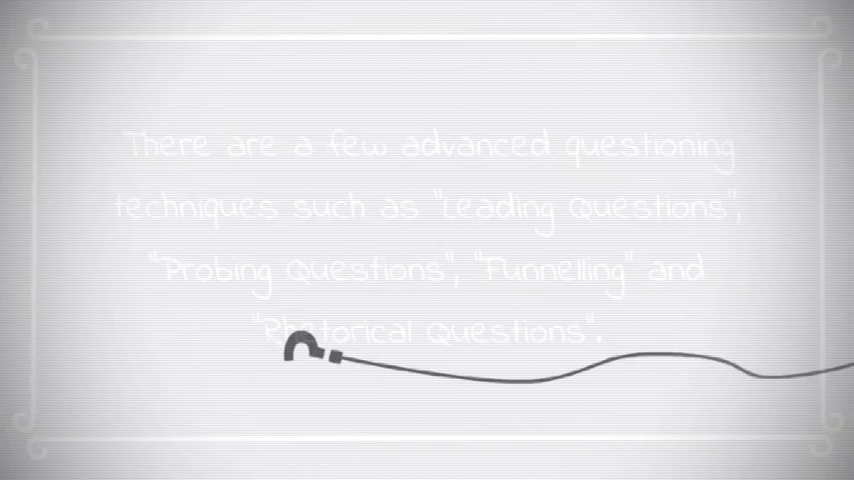 There are a few advanced questioning
techniques such as "Leading Questions",
"Probing Questions", "Funnelling" and
"Rhetorical Questions".